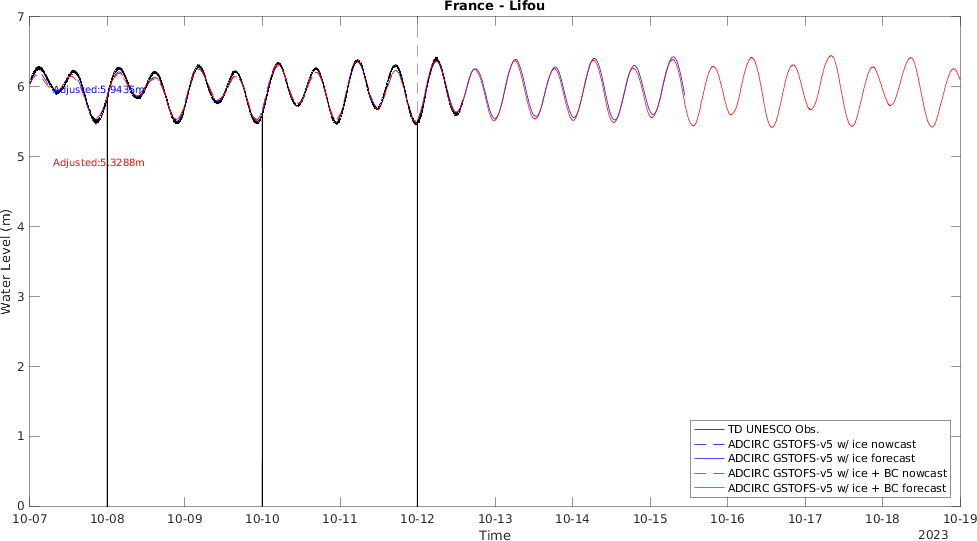 France - Lifou
7
6
5
4
3
2
1
0
Water Level (m)
Adjusted:5.9435m
Adjusted:5.3288m
TD UNESCO Obs.
ADCIRC GSTOFS-v5 w/ ice nowcast
ADCIRC GSTOFS-v5 w/ ice forecast
ADCIRC GSTOFS-v5 w/ ice + BC nowcast
ADCIRC GSTOFS-v5 w/ ice + BC forecast
10-07 10-08 10-09 10-10 10-11 10-12 10-13 10-14 10-15 10-16 10-17 10-18 10-19
Time
2023